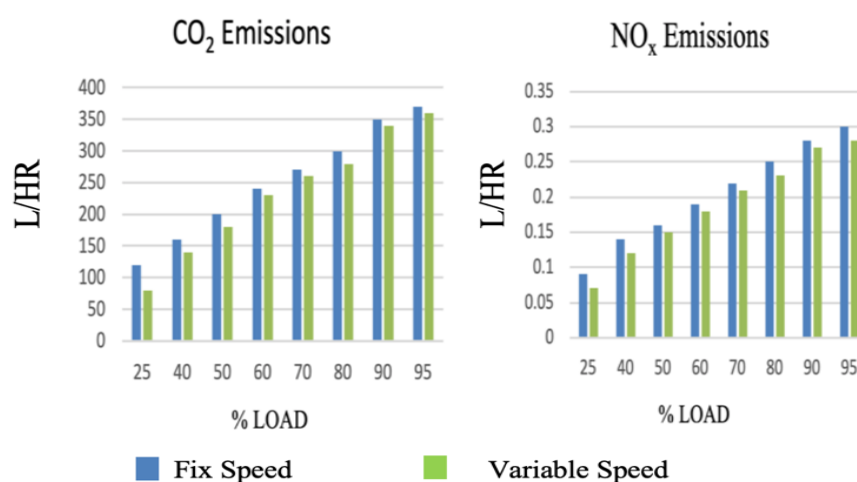 CO₂ Emissions
400
350
300
250
200
150
100
50
0
L/HR
25 40 50 60 70 80 90 95
% LOAD
NOₓ Emissions
0.35
0.3
0.25
0.2
0.15
0.1
0.05
0
L/HR
25 40 50 60 70 80 90 95
% LOAD
Fix Speed
Variable Speed